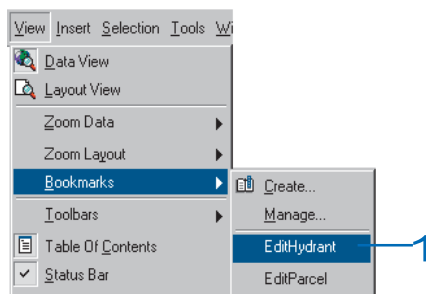 View Insert Selection Tools Wi
Data View
Layout View
Zoom Data
Zoom Layout
Bookmarks
Create...
Toolbars
Manage...
Table Of Contents
EditHydrant 1
Status Bar
EditParcel